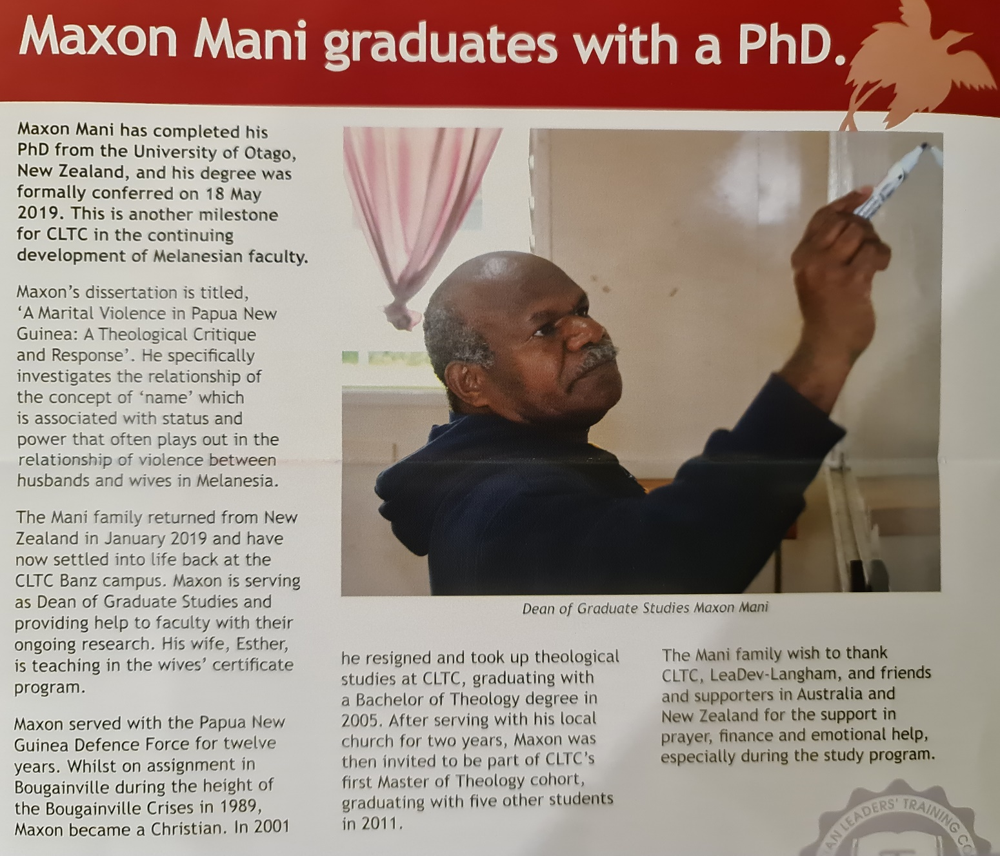 Maxon Mani graduates with a PhD.
Maxon Mani has completed his
PhD from the University of Otago,
New Zealand, and his degree was
formally conferred on 18 May
2019. This is another milestone
for CLTC in the continuing
development of Melanesian faculty.
Maxon's dissertation is titled,
'A Marital Violence in Papua New
Guinea: A Theological Critique
and Response'. He specifically
investigates the relationship of
the concept of 'name' which
is associated with status and
power that often plays out in the
relationship of violence between
husbands and wives in Melanesia.
The Mani family returned from New
Zealand in January 2019 and have
now settled into life back at the
CLTC Banz campus. Maxon is serving
as Dean of Graduate Studies and
providing help to faculty with their
ongoing research. His wife, Esther,
is teaching in the wives' certificate
program.
Maxon served with the Papua New
Guinea Defence Force for twelve
years. Whilst on assignment in
Bougainville during the height of
the Bougainville Crises in 1989,
Maxon became a Christian. In 2001
Dean of Graduate Studies Maxon Mani
he resigned and took up theological
studies at CLTC, graduating with
a Bachelor of Theology degree in
2005. After serving with his local
church for two years, Maxon was
then invited to be part of CLTC's
first Master of Theology cohort,
graduating with five other students
in 2011.
The Mani family wish to thank
CLTC, LeaDev-Langham, and friends
and supporters in Australia and
New Zealand for the support in
prayer, finance and emotional help,
especially during the study program.
LEADERS' TRAINING